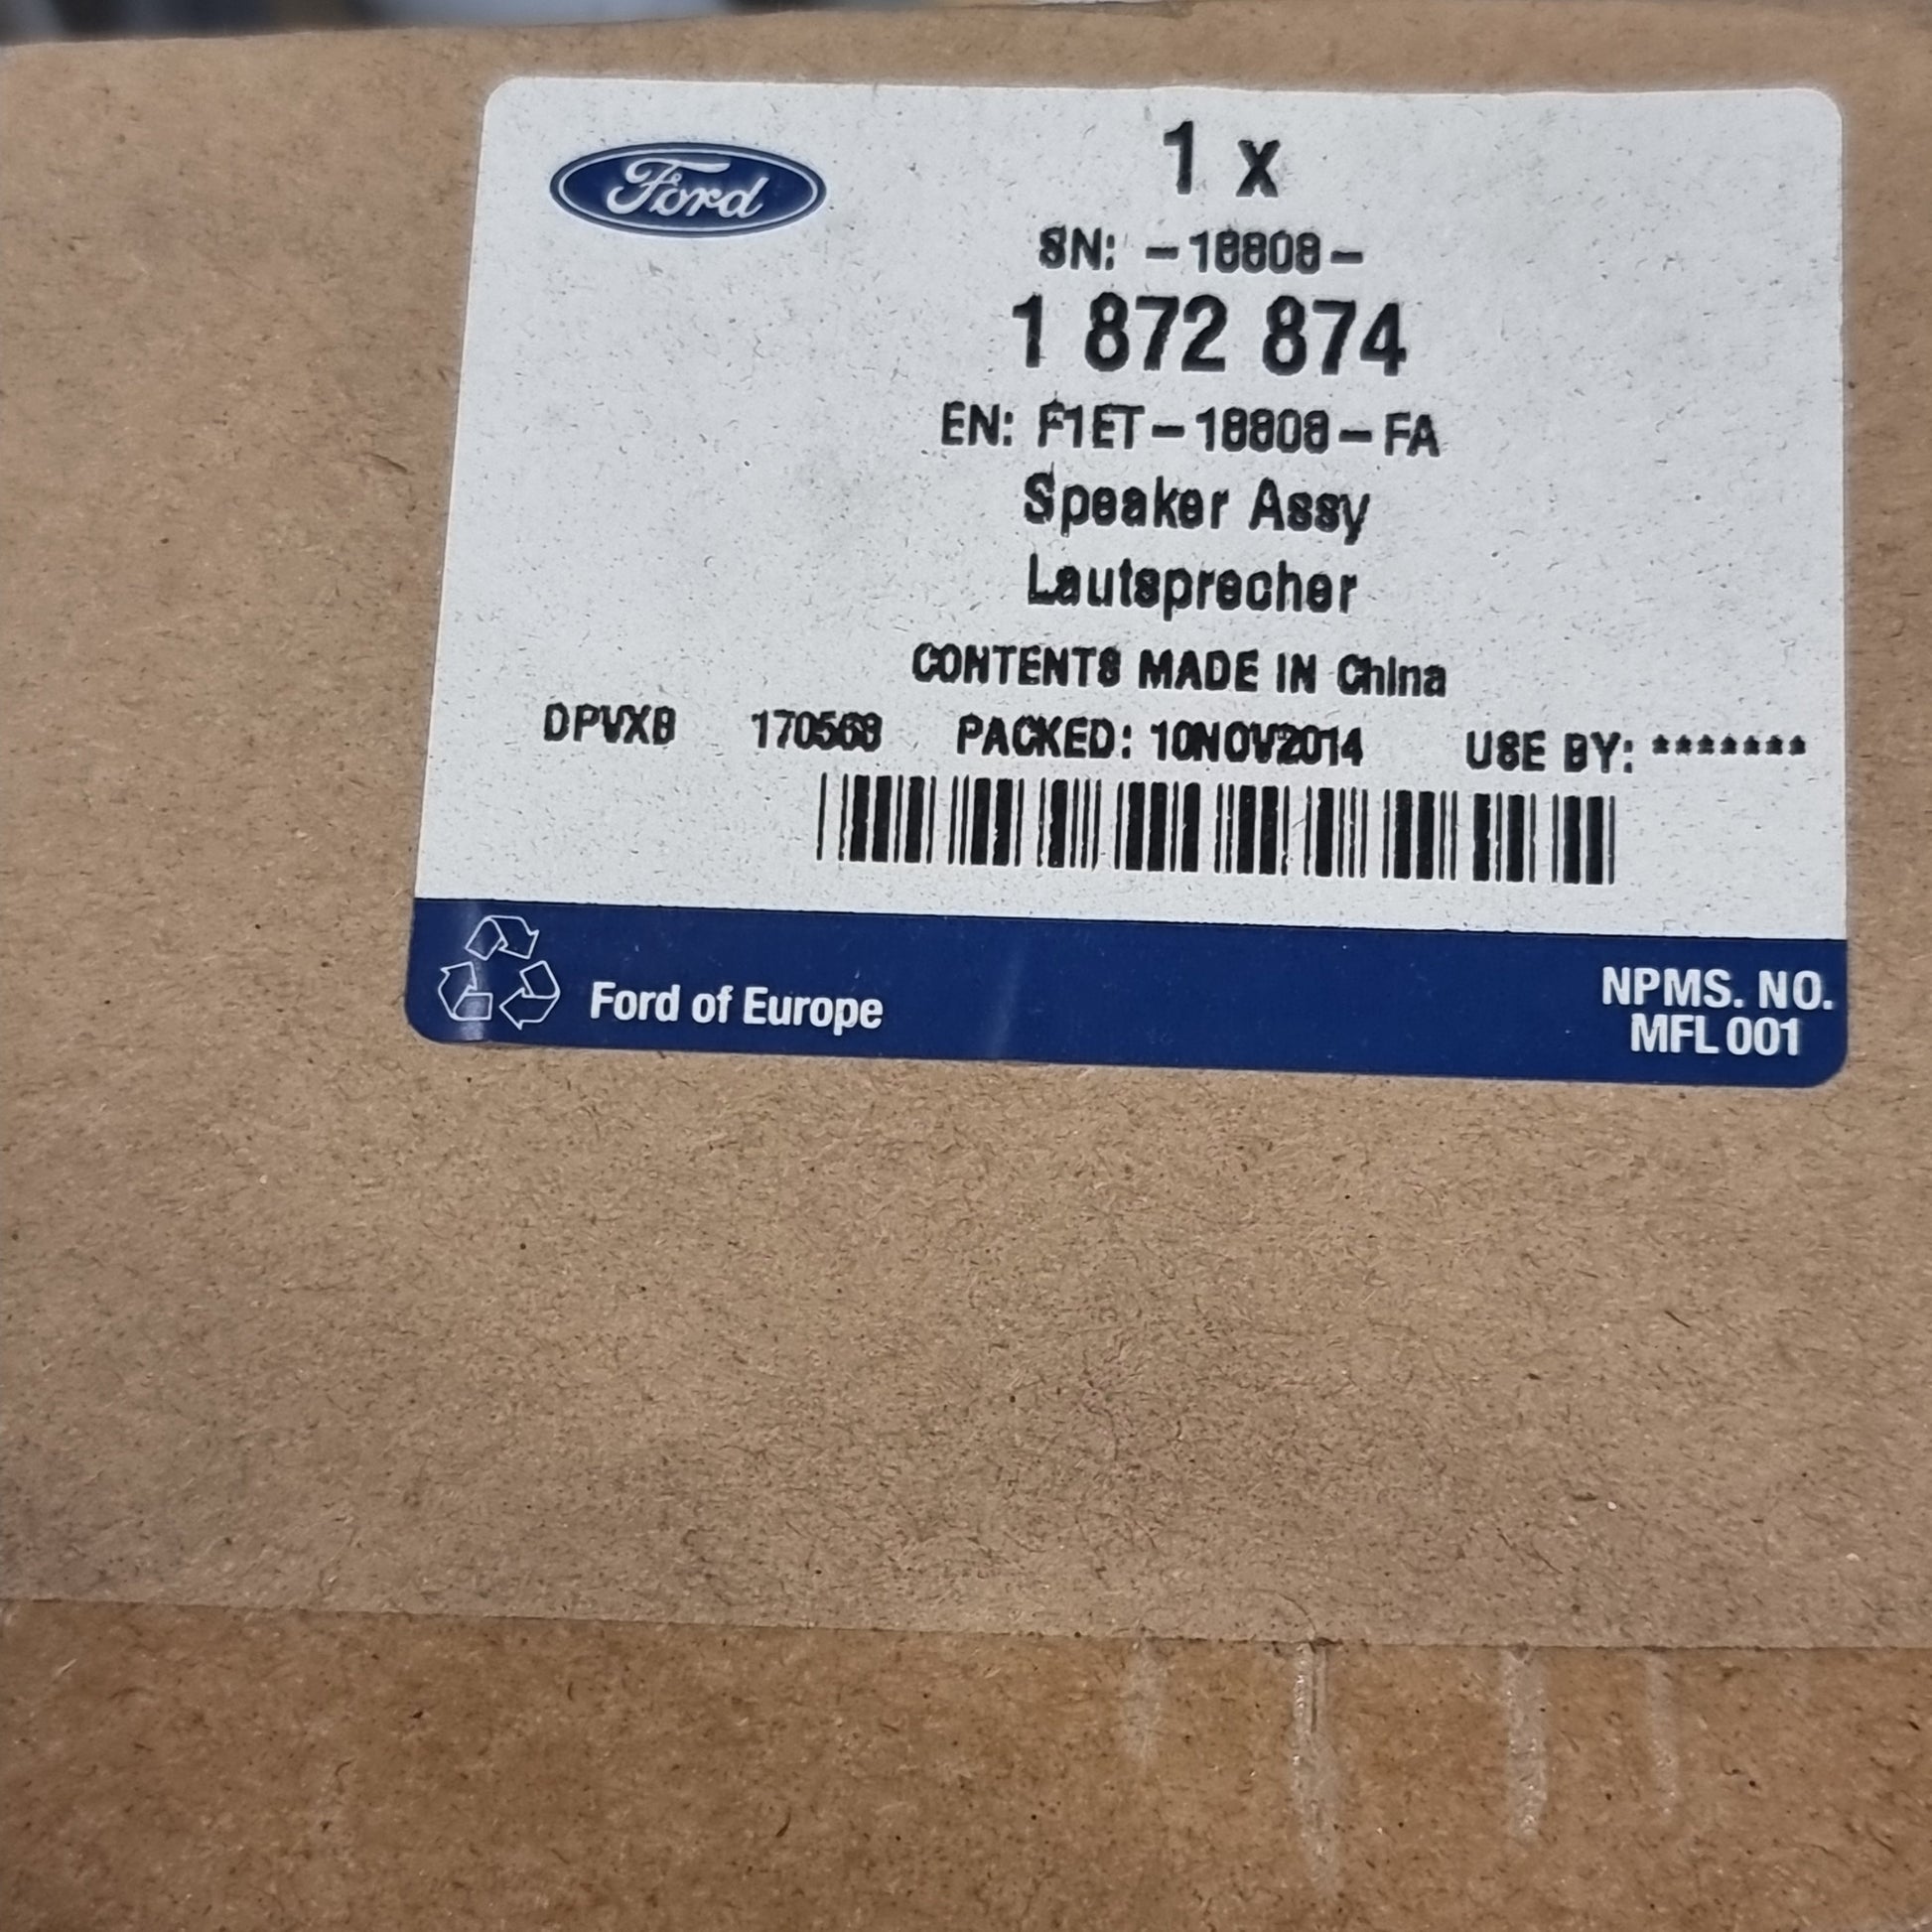 Ford
1 x
SN: -18808-
1 872 874
EN: F1ET-18808-FA
Speaker Assy
Lautsprecher
CONTENTS MADE IN China
DPVXB 170568 PACKED: 10NOV2014 USE BY: *******
Ford of Europe
NPMS. NO.
MFL 001